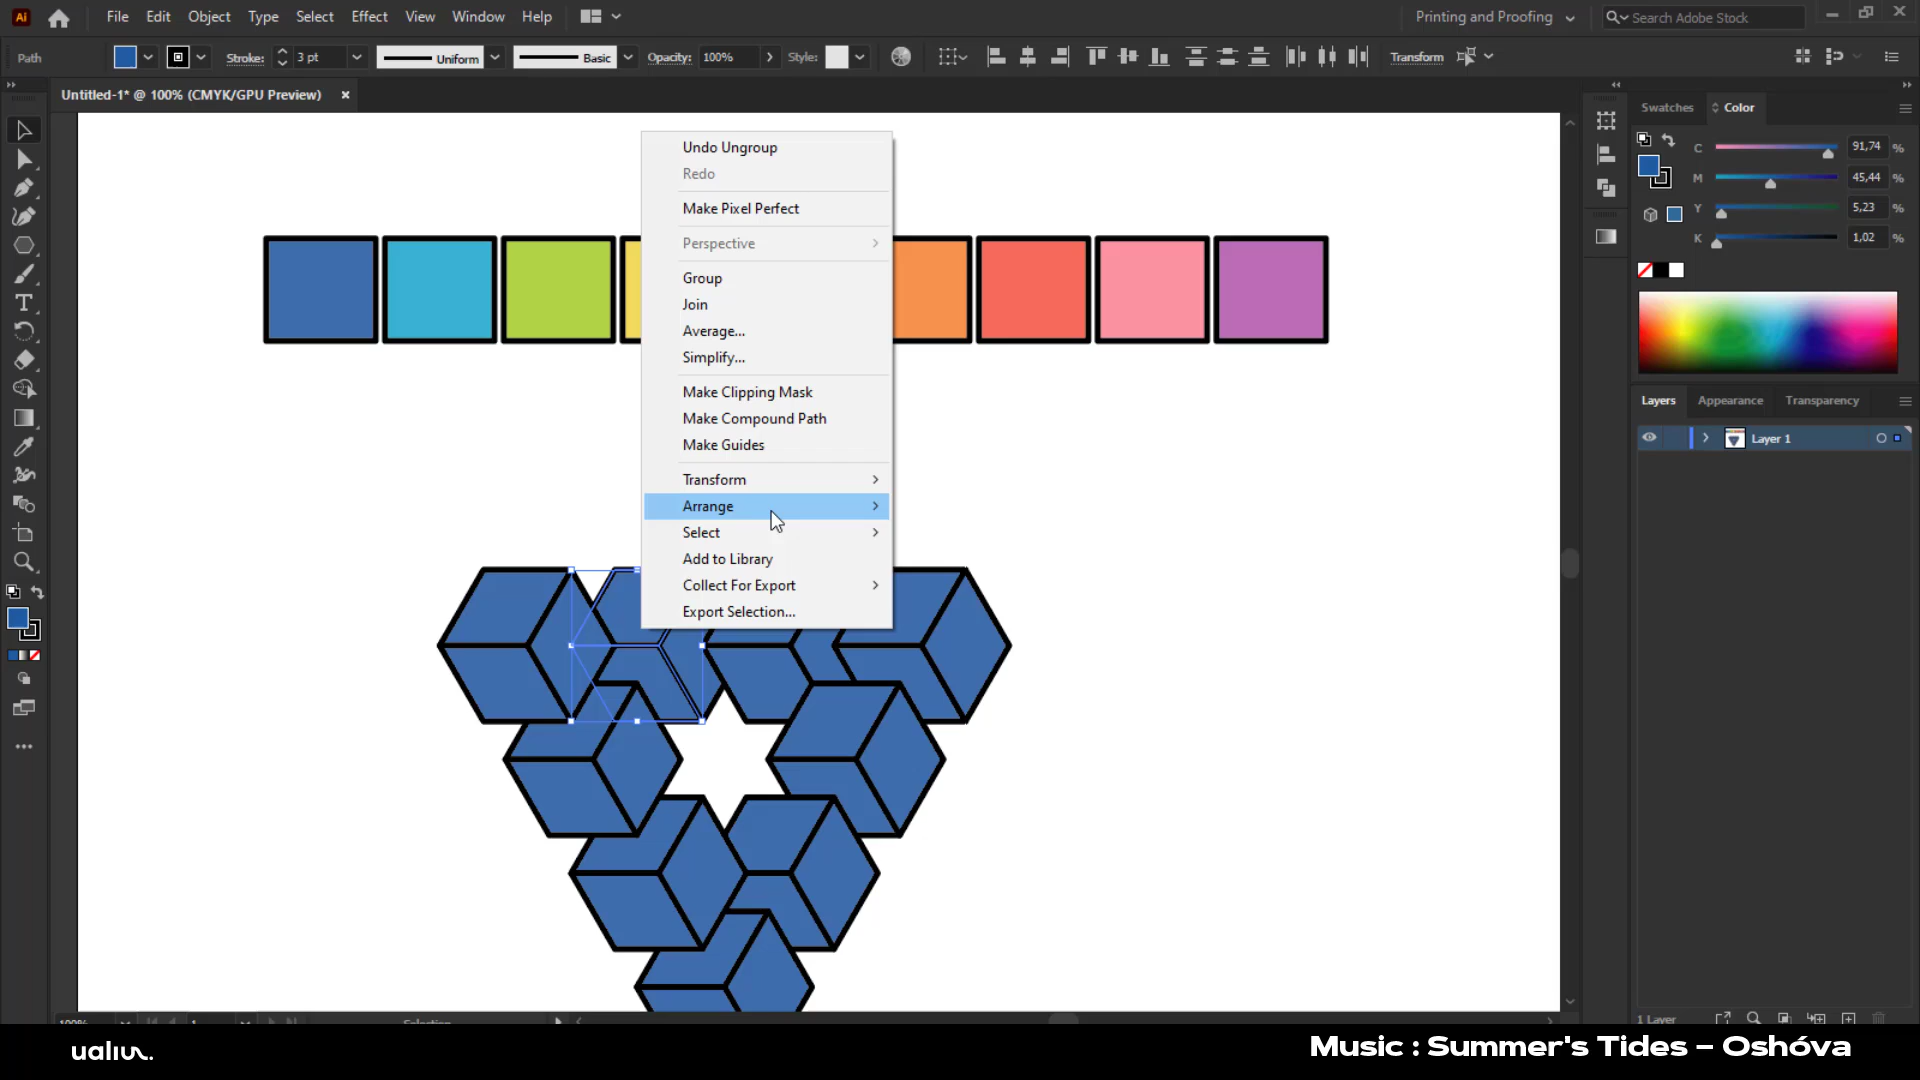 Ai File Edit Object Type Select Effect View Window Help Printing and Proofing Search Adobe Stock
Path Stroke: 3 pt Uniform Basic Opacity: 100% Style: Transform
Untitled-1* @ 100% (CMYK/GPU Preview) ×
Swatches Color
C 91,74 %
M 45,44 %
Y 5,23 %
K 1,02 %
Layers Appearance Transparency
Layer 1
Undo Ungroup
Redo
Make Pixel Perfect
Perspective
Group
Join
Average...
Simplify...
Make Clipping Mask
Make Compound Path
Make Guides
Transform
Arrange
Select
Add to Library
Collect For Export
Export Selection...
100% 1 Selection
1 Layer
ualiur.
Music : Summer's Tides – Oshóva